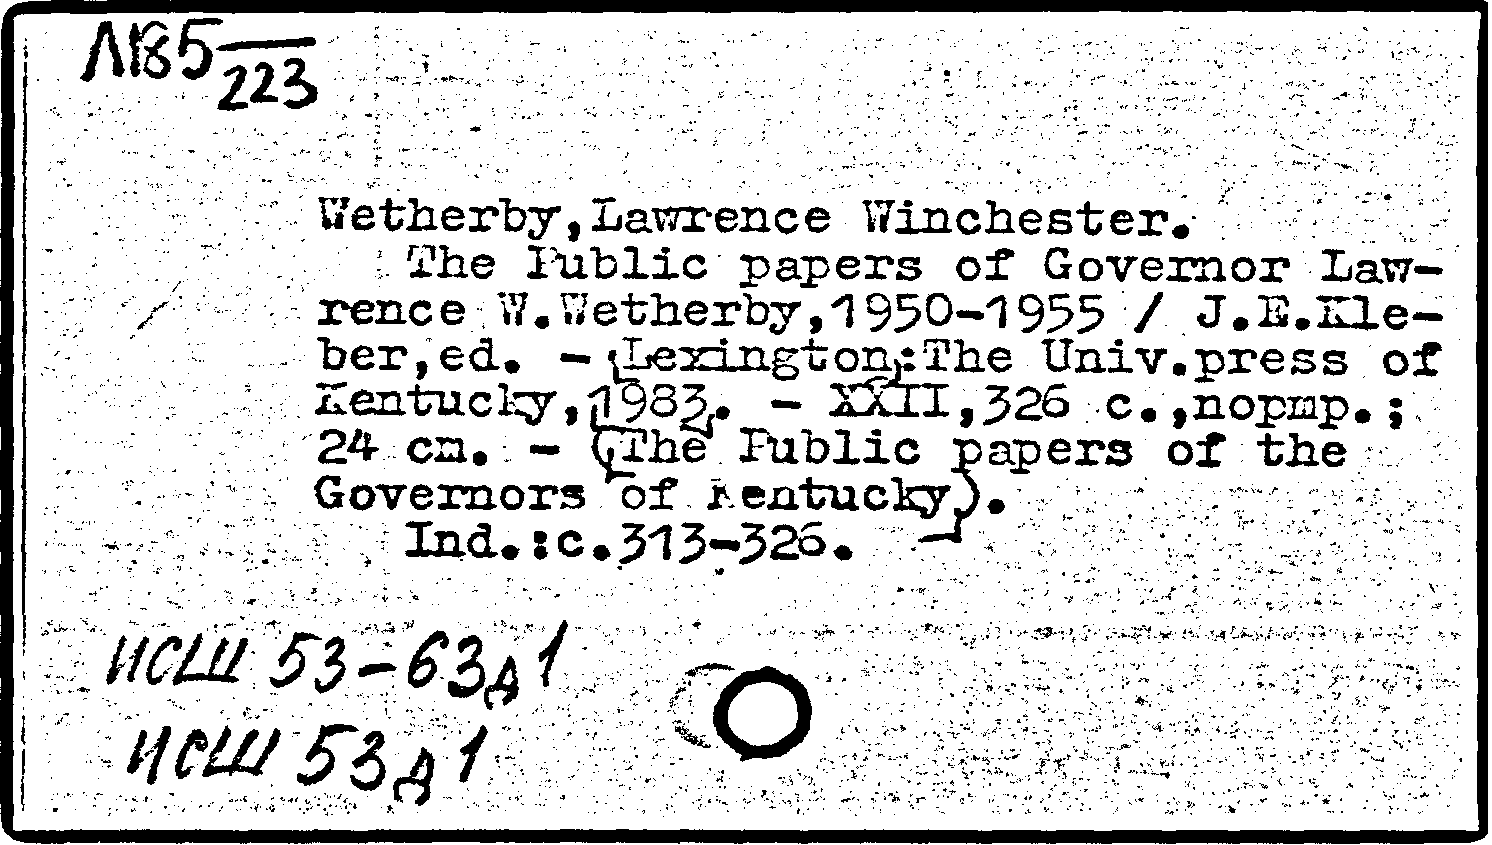 Л185/223
Wetherby,Lawrence Winchester.
The Public papers of Governor Law-
rence W.Wetherby,1950-1955 / J.E.Kle-
ber,ed. - Lexington:The Univ.press of
Kentucky,1983. - XXII,326 c.,портр.;
24 cm. - (The Public papers of the
Governors of Kentucky).
Ind.:c.313-326.
ИСШ 53-63д1
ИСШ 53д1